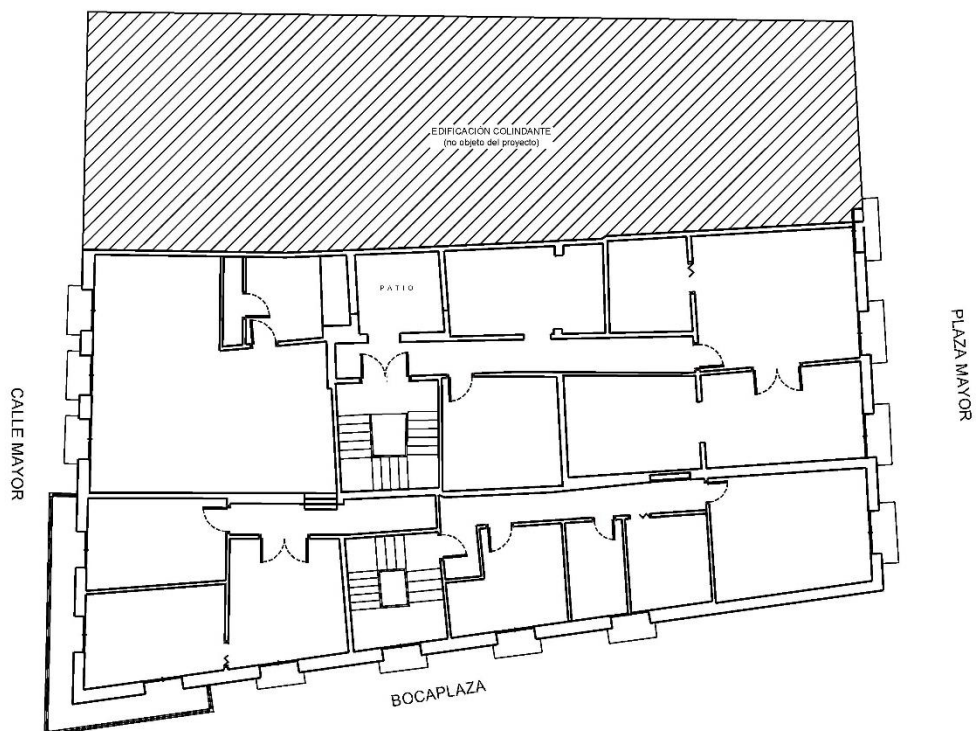 EDIFICACIÓN COLINDANTE
(no objeto del proyecto)
PATIO
PLAZA MAYOR
CALLE MAYOR
BOCAPLAZA